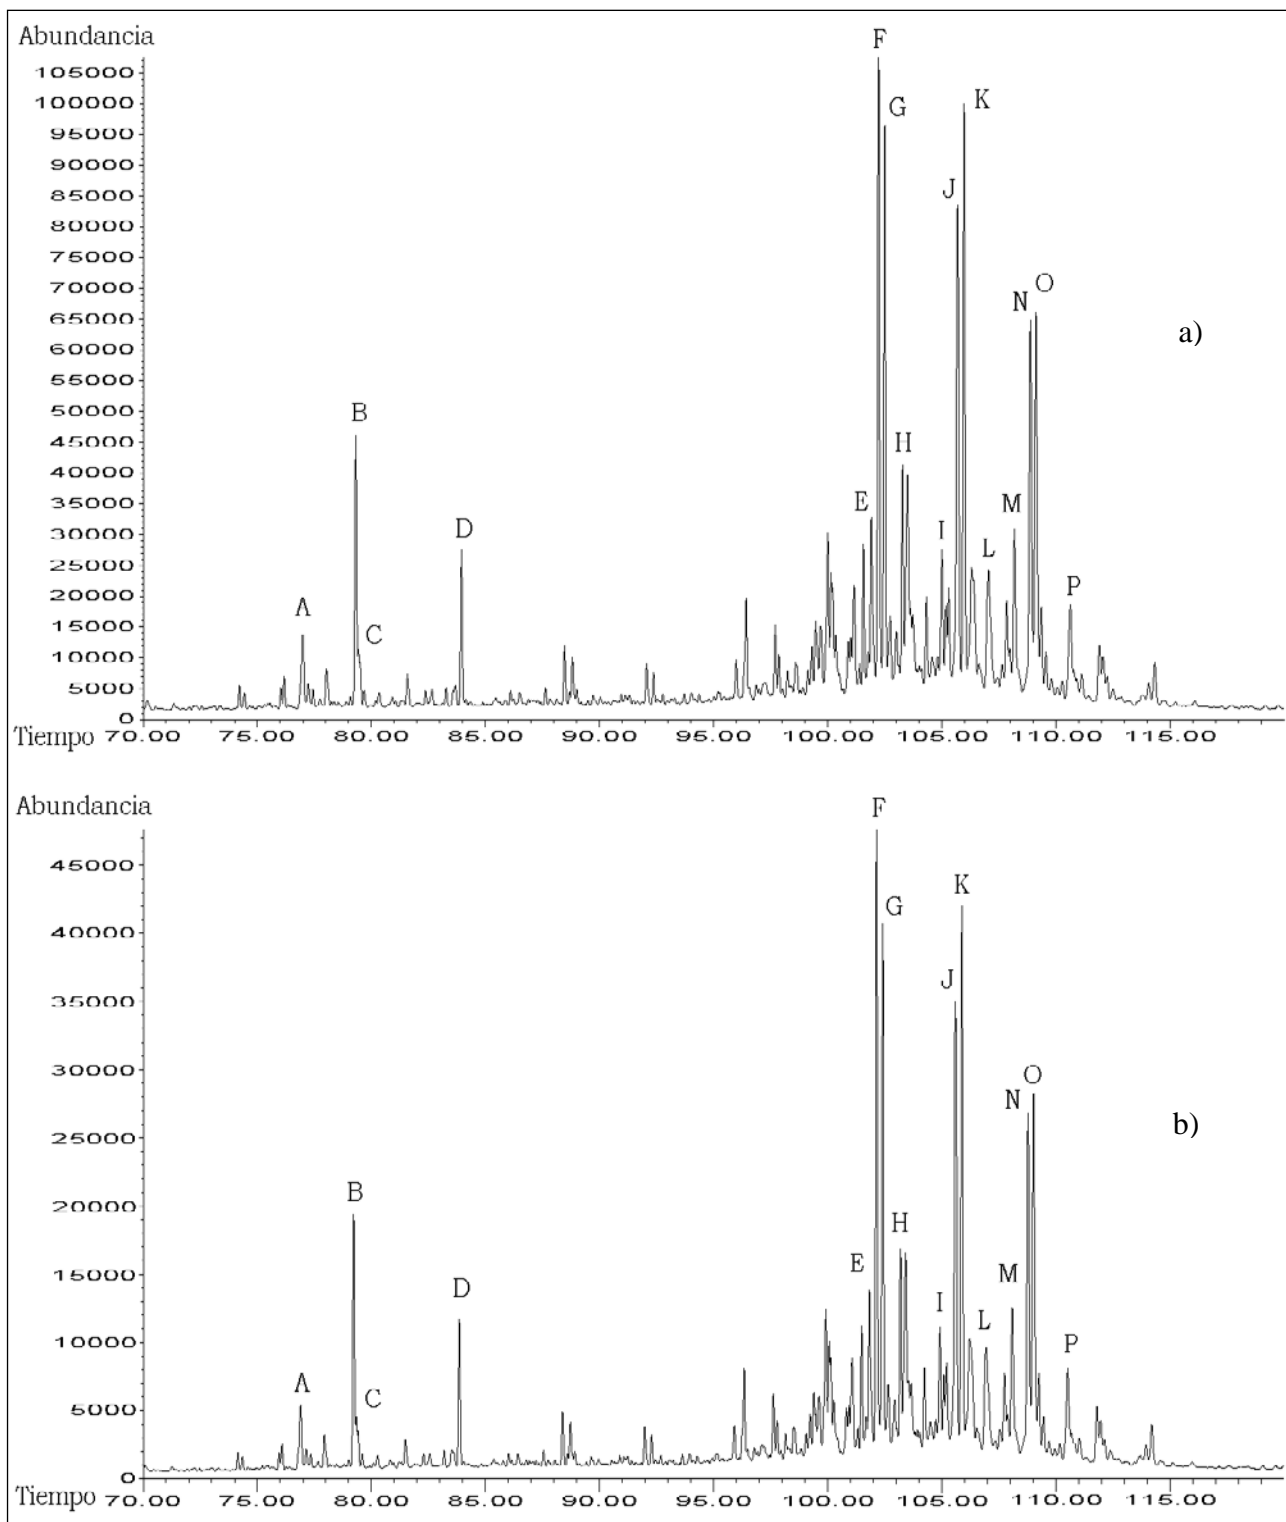 Abundancia
F
105000
100000
K
G
95000
90000
J
85000
80000
75000
70000
O
N
65000
60000
a)
55000
50000
B
45000
H
40000
35000
E
M
30000
D
I
25000
L
20000
A
P
15000
C
10000
5000
0
Tiempo 70.00 75.00 80.00 85.00 90.00 95.00 100.00 105.00 110.00 115.00
Abundancia
F
45000
K
G
40000
J
35000
30000
O
N
25000
b)
20000
B
H
15000
E
M
D
I
10000
L
P
A
5000
C
0
Tiempo 70.00 75.00 80.00 85.00 90.00 95.00 100.00 105.00 110.00 115.00